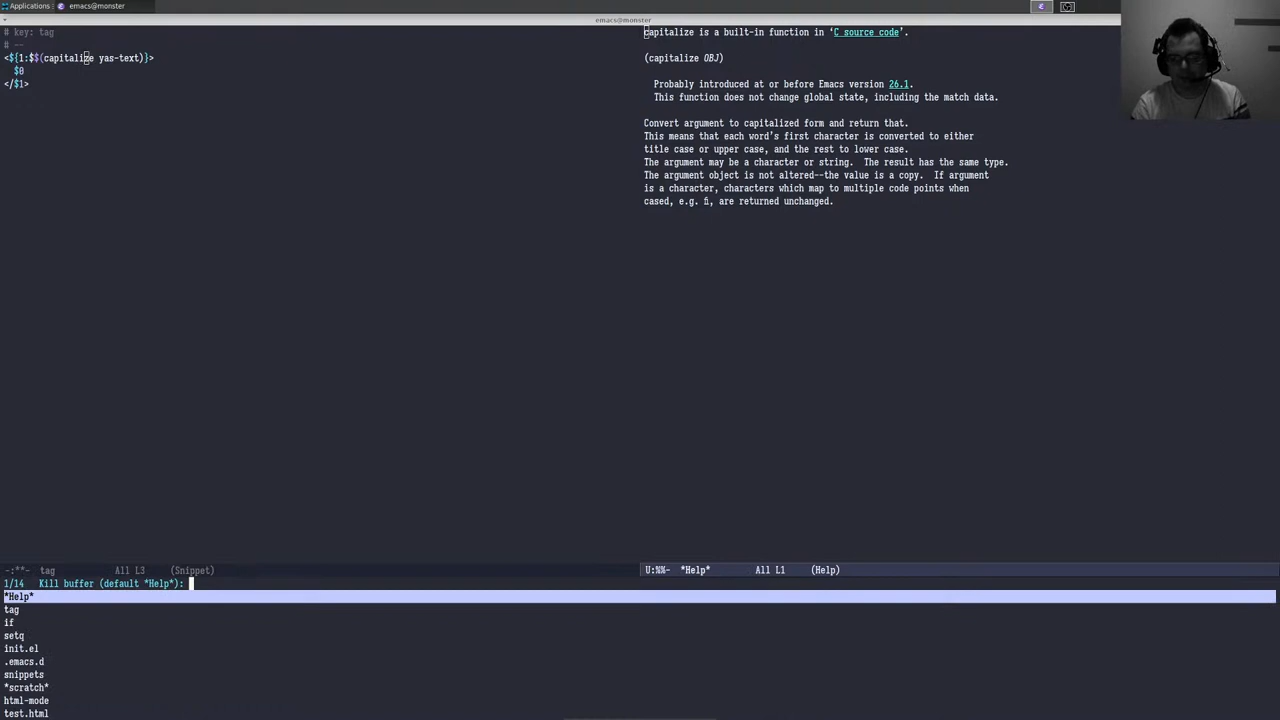 Applications
emacs@monster
emacs@monster
# key: tag
# --
<${1:$$(capitalize yas-text)}>
$0
</$1>
capitalize is a built-in function in ‘C source code’.
(capitalize OBJ)
Probably introduced at or before Emacs version 26.1.
This function does not change global state, including the match data.
Convert argument to capitalized form and return that.
This means that each word’s first character is converted to either
title case or upper case, and the rest to lower case.
The argument may be a character or string.  The result has the same type.
The argument object is not altered--the value is a copy.  If argument
is a character, characters which map to multiple code points when
cased, e.g. ﬁ, are returned unchanged.
-:**-  tag            All L3     (Snippet)
U:%%-  *Help*         All L1     (Help)
1/14   Kill buffer (default *Help*):
*Help*
tag
if
setq
init.el
.emacs.d
snippets
*scratch*
html-mode
test.html